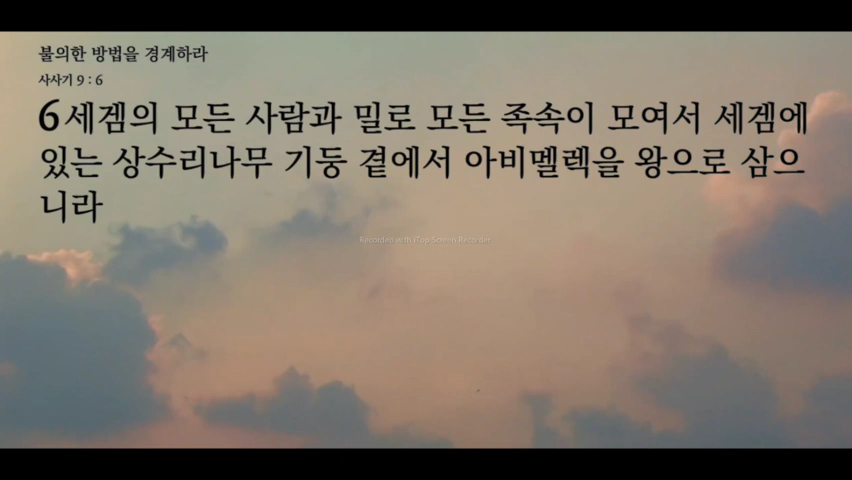 불의한 방법을 경계하라
사사기 9 : 6
6 세겜의 모든 사람과 밀로 모든 족속이 모여서 세겜에
있는 상수리나무 기둥 곁에서 아비멜렉을 왕으로 삼으
니라
Recorded with iTop Screen Recorder